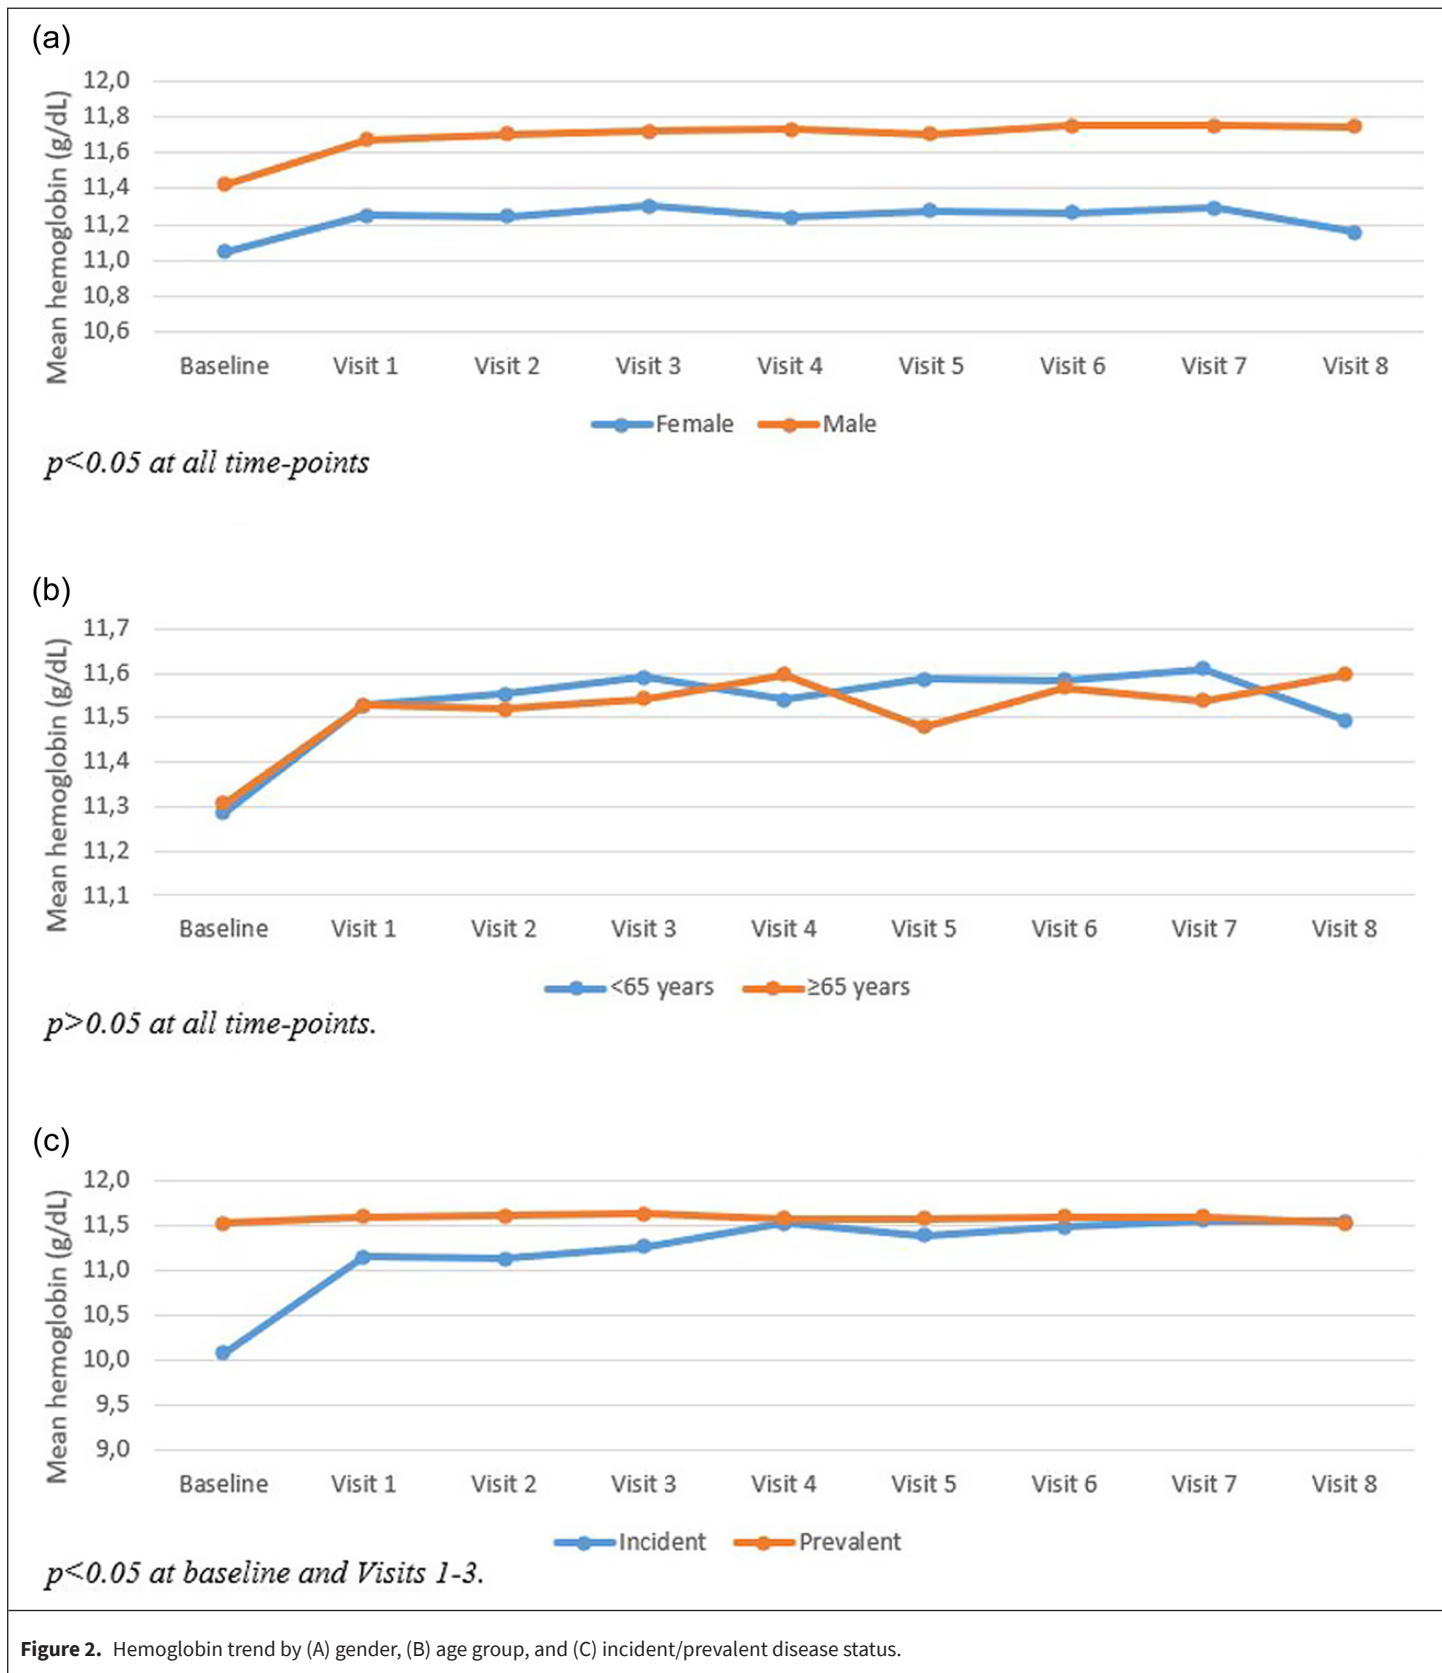 (a)
Mean hemoglobin (g/dL)
12,0
11,8
11,6
11,4
11,2
11,0
10,8
10,6
Baseline Visit 1 Visit 2 Visit 3 Visit 4 Visit 5 Visit 6 Visit 7 Visit 8
Female Male
p<0.05 at all time-points
(b)
Mean hemoglobin (g/dL)
11,7
11,6
11,5
11,4
11,3
11,2
11,1
Baseline Visit 1 Visit 2 Visit 3 Visit 4 Visit 5 Visit 6 Visit 7 Visit 8
<65 years ≥65 years
p>0.05 at all time-points.
(c)
Mean hemoglobin (g/dL)
12,0
11,5
11,0
10,5
10,0
9,5
9,0
Baseline Visit 1 Visit 2 Visit 3 Visit 4 Visit 5 Visit 6 Visit 7 Visit 8
Incident Prevalent
p<0.05 at baseline and Visits 1-3.
Figure 2. Hemoglobin trend by (A) gender, (B) age group, and (C) incident/prevalent disease status.